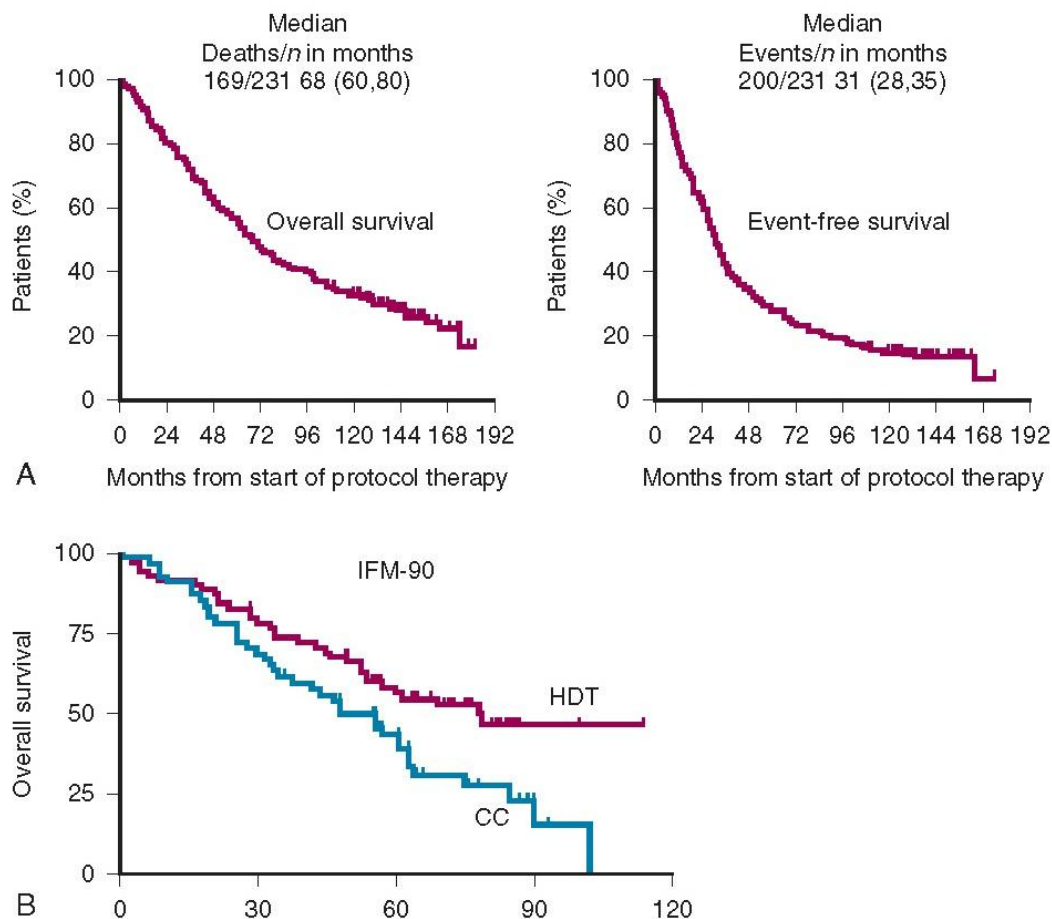 Median
Deaths/n in months
169/231 68 (60,80)
100
80
60
40
20
0
Patients (%)
Overall survival
0 24 48 72 96 120 144 168 192
Months from start of protocol therapy
Median
Events/n in months
200/231 31 (28,35)
100
80
60
40
20
0
Patients (%)
Event-free survival
0 24 48 72 96 120 144 168 192
Months from start of protocol therapy
A
100
75
50
25
0
Overall survival
IFM-90
HDT
CC
0 30 60 90 120
B